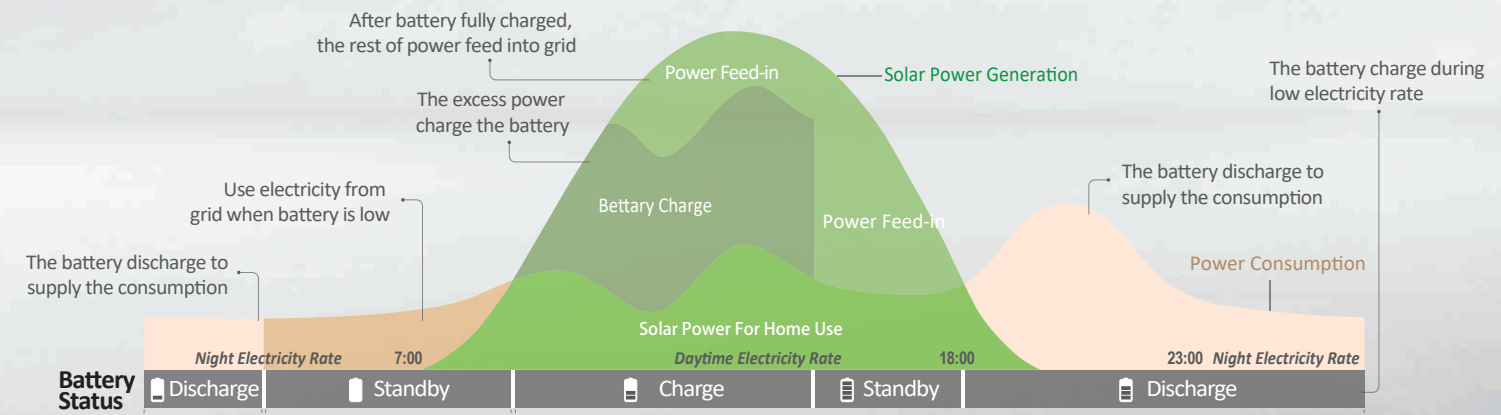 After battery fully charged,
the rest of power feed into grid
Power Feed-in
Solar Power Generation
The battery charge during
low electricity rate
The excess power
charge the battery
Use electricity from
grid when battery is low
Bettary Charge
Power Feed-in
The battery discharge to
supply the consumption
The battery discharge to
supply the consumption
Power Consumption
Solar Power For Home Use
Night Electricity Rate 7:00 Daytime Electricity Rate 18:00 23:00 Night Electricity Rate
Battery
Status
Discharge Standby Charge Standby Discharge